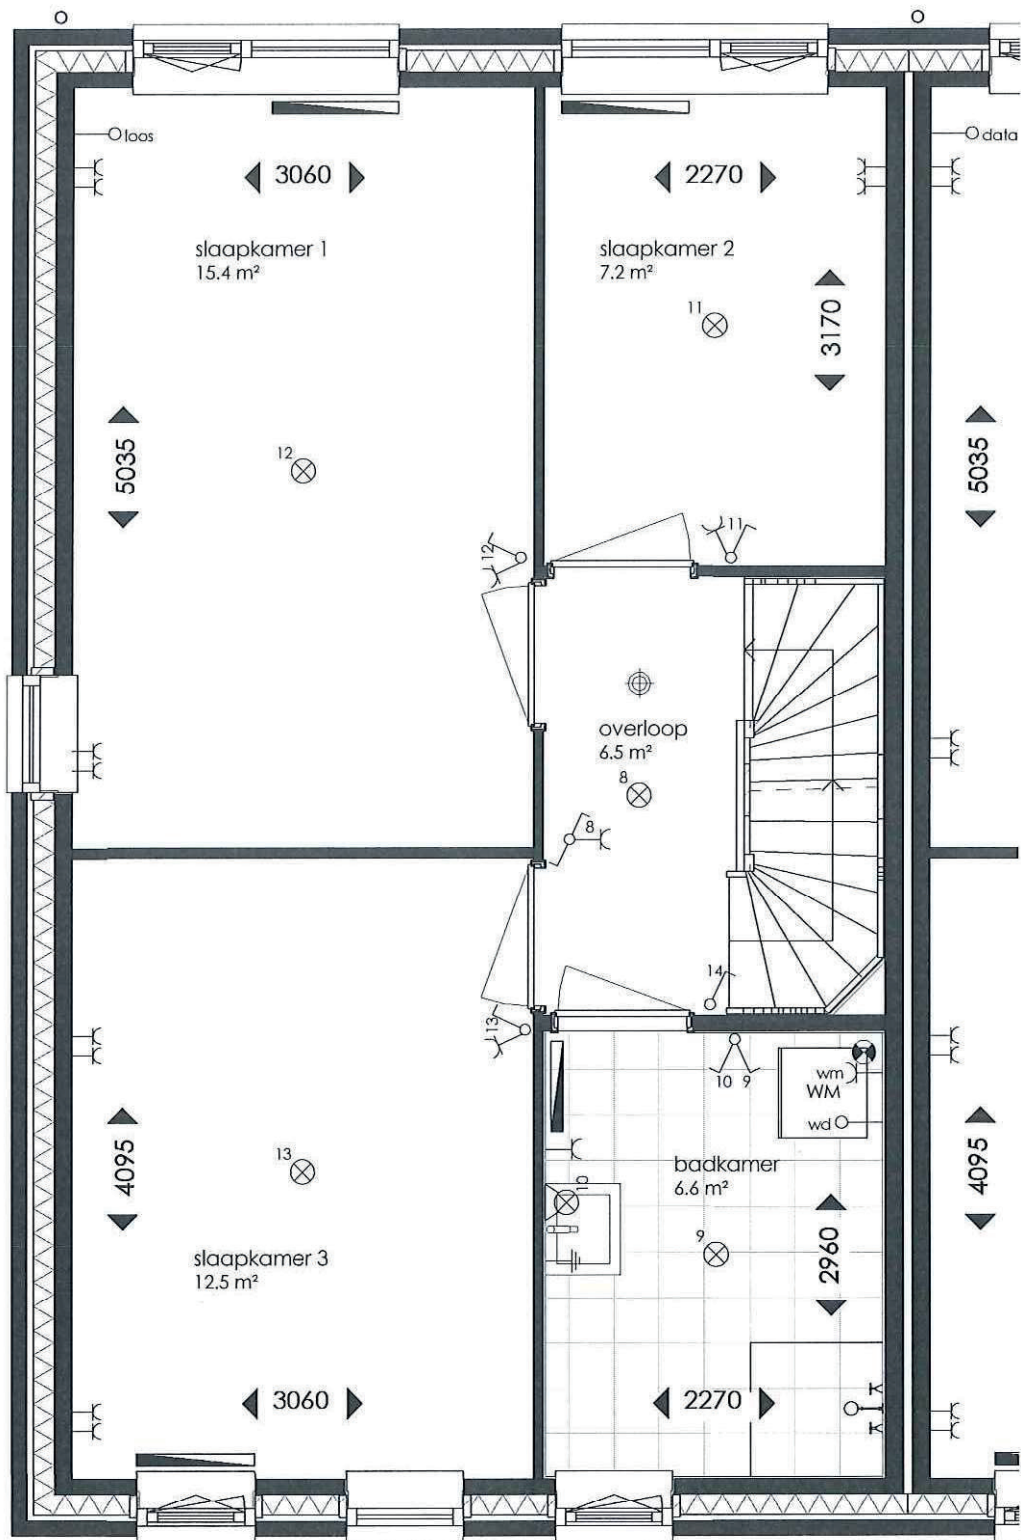 loos
data
3060
2270
slaapkamer 1
15.4 m²
slaapkamer 2
7.2 m²
11
3170
5035
12
5035
12
11
overloop
6.5 m²
8
8
14
13
10 9
wm
WM
wd
4095
13
badkamer
6.6 m²
10
4095
9
2960
slaapkamer 3
12.5 m²
3060
2270